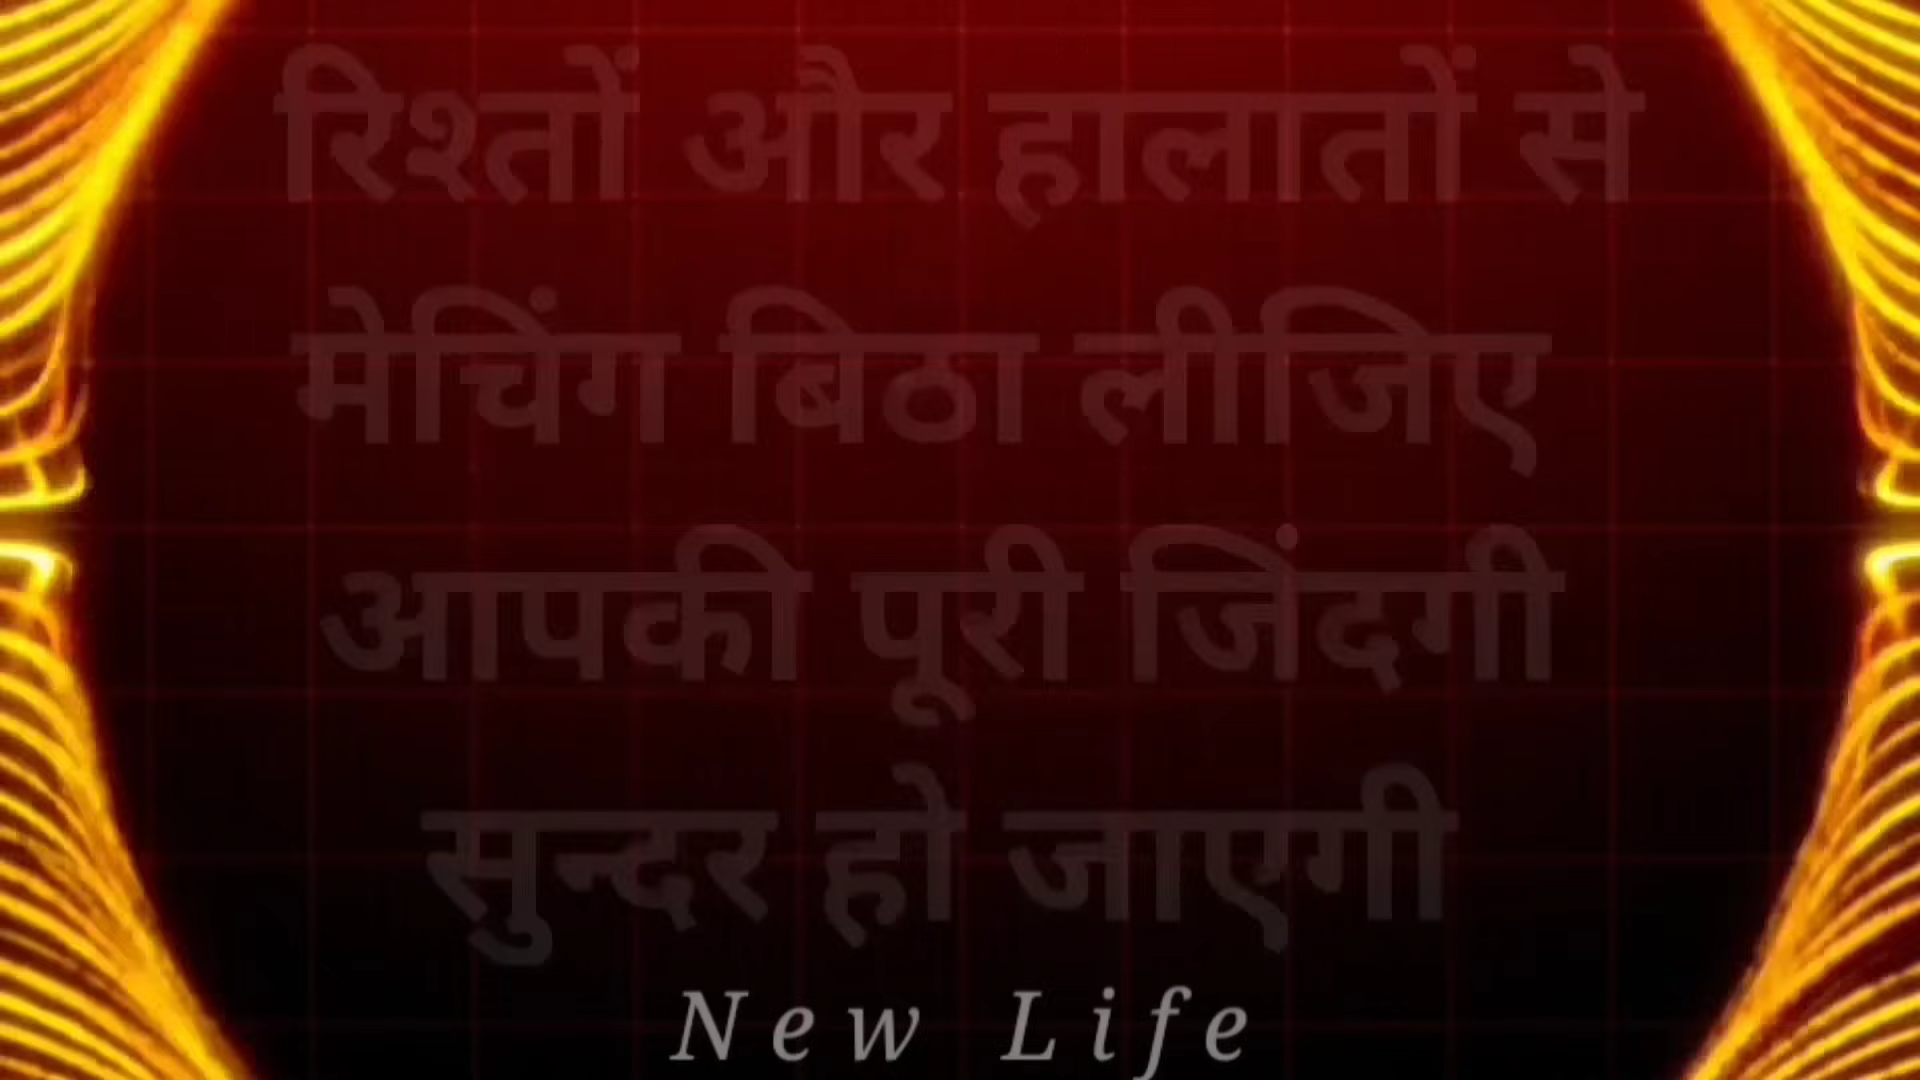 रिश्तों और हालातों से
मेचिंग बिठा लीजिए
आपकी पूरी जिंदगी
सुन्दर हो जाएगी
New Life